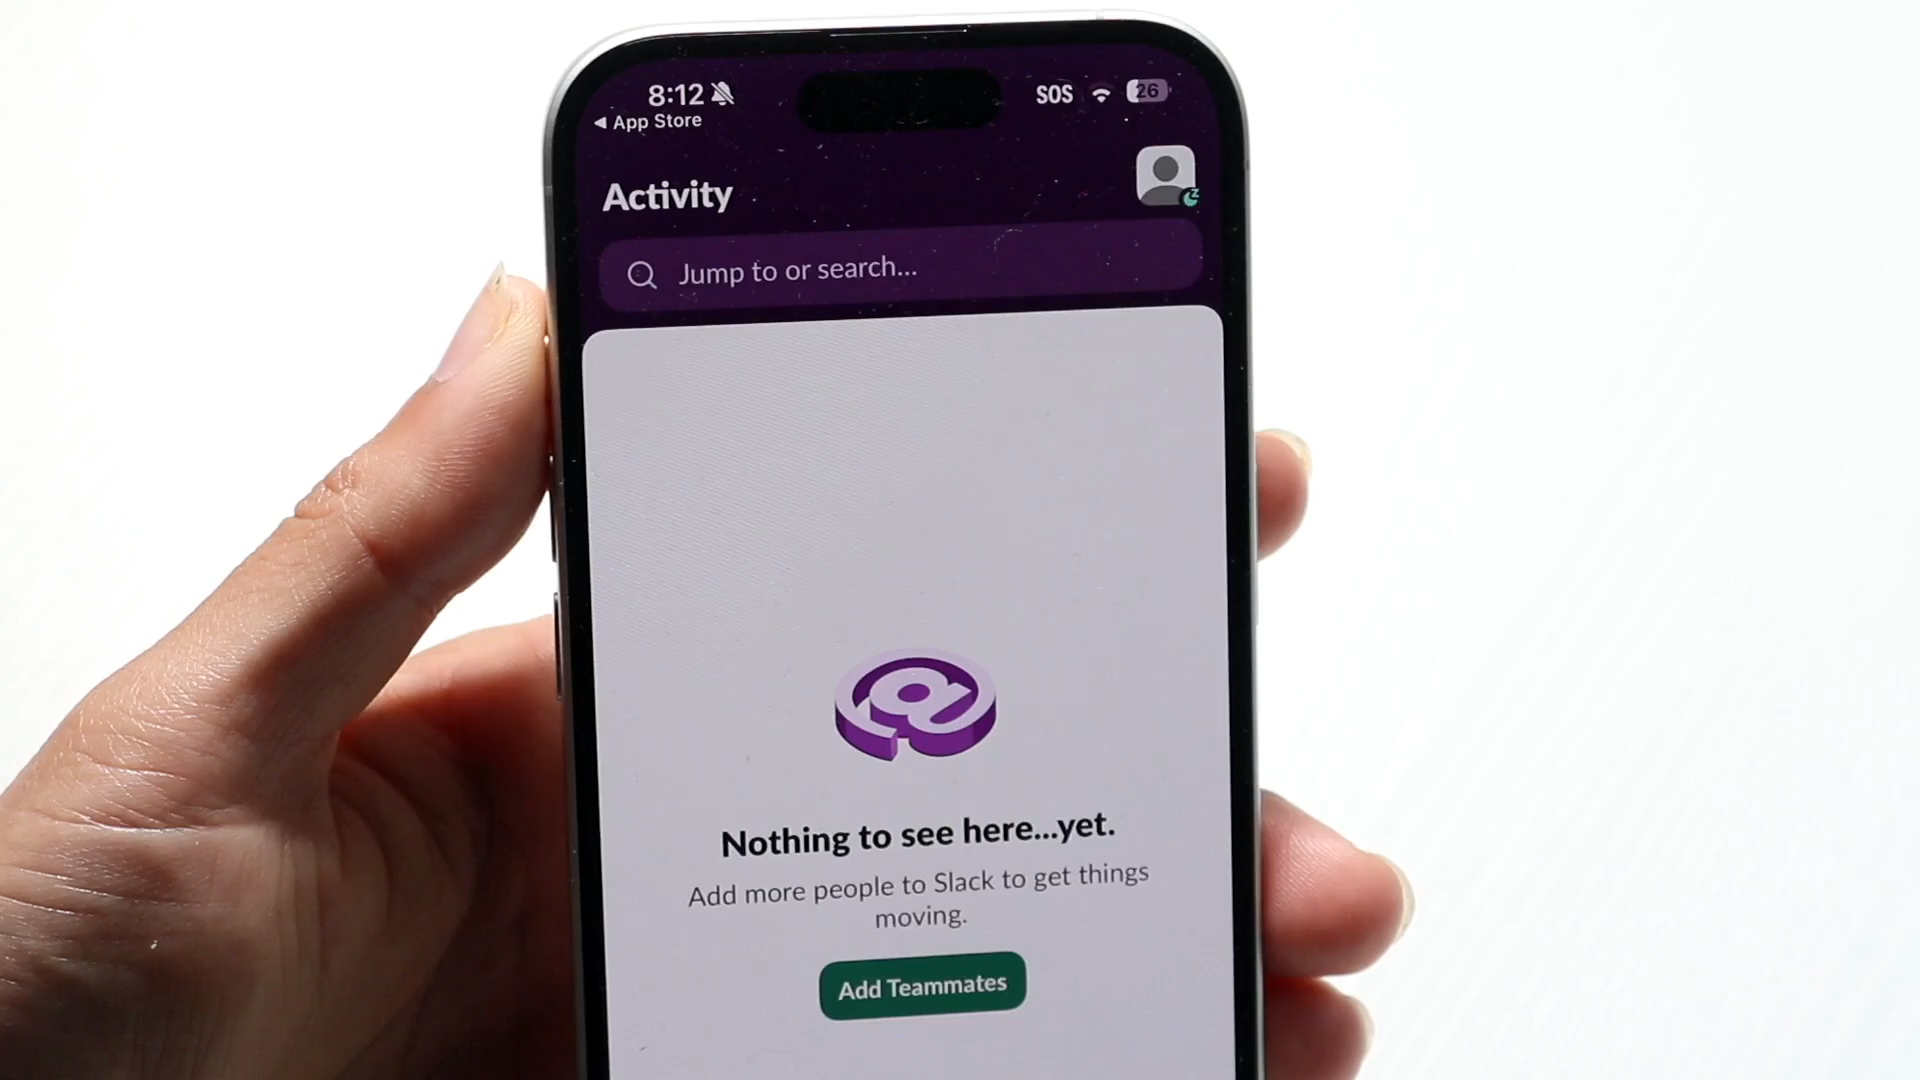 8:12 SOS 26
App Store
Activity
Jump to or search...
Nothing to see here...yet.
Add more people to Slack to get things
moving.
Add Teammates